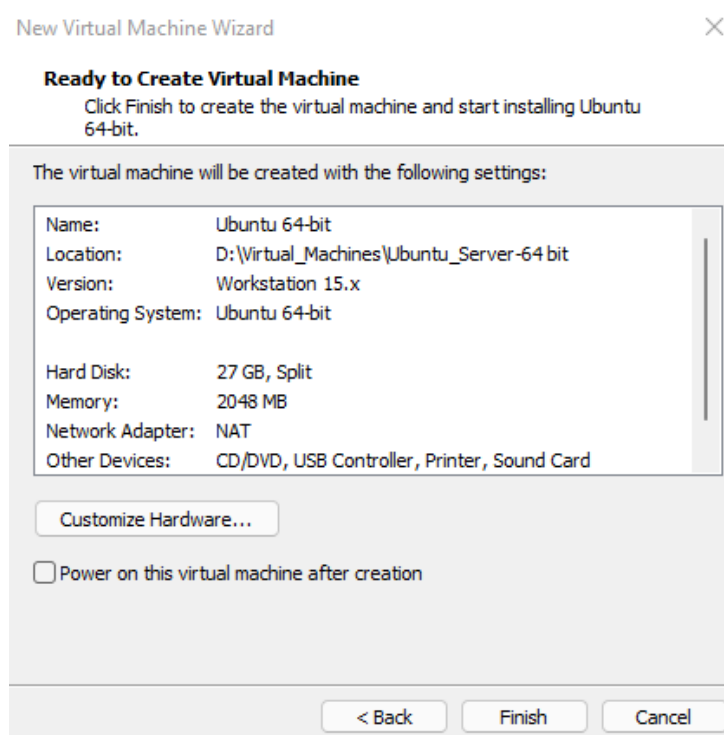 New Virtual Machine Wizard
Ready to Create Virtual Machine
Click Finish to create the virtual machine and start installing Ubuntu
64-bit.
The virtual machine will be created with the following settings:
Name: Ubuntu 64-bit
Location: D:\Virtual_Machines\Ubuntu_Server-64 bit
Version: Workstation 15.x
Operating System: Ubuntu 64-bit
Hard Disk: 27 GB, Split
Memory: 2048 MB
Network Adapter: NAT
Other Devices: CD/DVD, USB Controller, Printer, Sound Card
Customize Hardware...
Power on this virtual machine after creation
< Back Finish Cancel